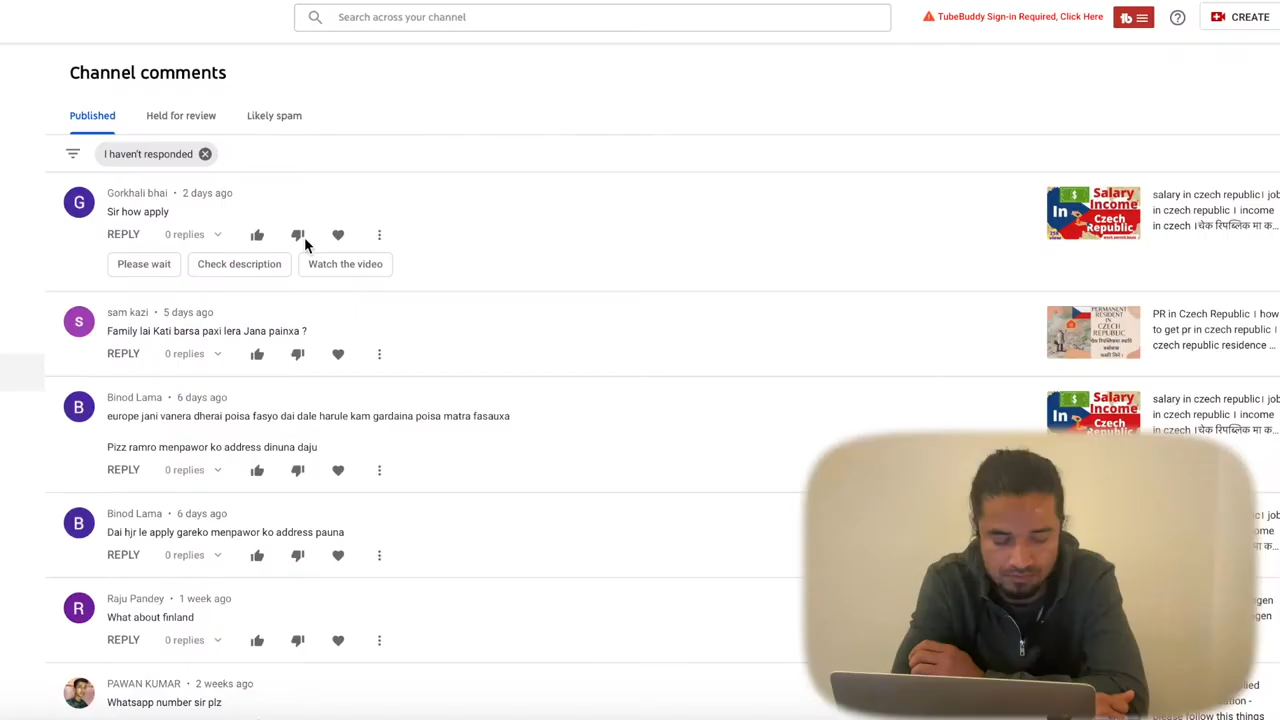 Search across your channel
TubeBuddy Sign-in Required, Click Here
tb
CREATE
Channel comments
Published
Held for review
Likely spam
I haven't responded
G
Gorkhali bhai • 2 days ago
Sir how apply
REPLY
0 replies
Please wait
Check description
Watch the video
$
Salary
Income
In
Czech
Republic
salary in czech republic। job
in czech republic । income
in czech ।चेक रिपब्लिक मा क...
S
sam kazi • 5 days ago
Family lai Kati barsa paxi lera Jana painxa ?
REPLY
0 replies
PERMANENT
RESIDENT
IN
CZECH
REPUBLIC
PR in Czech Republic । how
to get pr in czech republic ।
czech republic residence ...
B
Binod Lama • 6 days ago
europe jani vanera dherai poisa fasyo dai dale harule kam gardaina poisa matra fasauxa
Pizz ramro menpawor ko address dinuna daju
REPLY
0 replies
Salary
Income
In
Czech
salary in czech republic। job
in czech republic । income
in czech ।चेक रिपब्लिक मा क...
B
Binod Lama • 6 days ago
Dai hjr le apply gareko menpawor ko address pauna
REPLY
0 replies
R
Raju Pandey • 1 week ago
What about finland
REPLY
0 replies
PAWAN KUMAR • 2 weeks ago
Whatsapp number sir plz
please follow this things